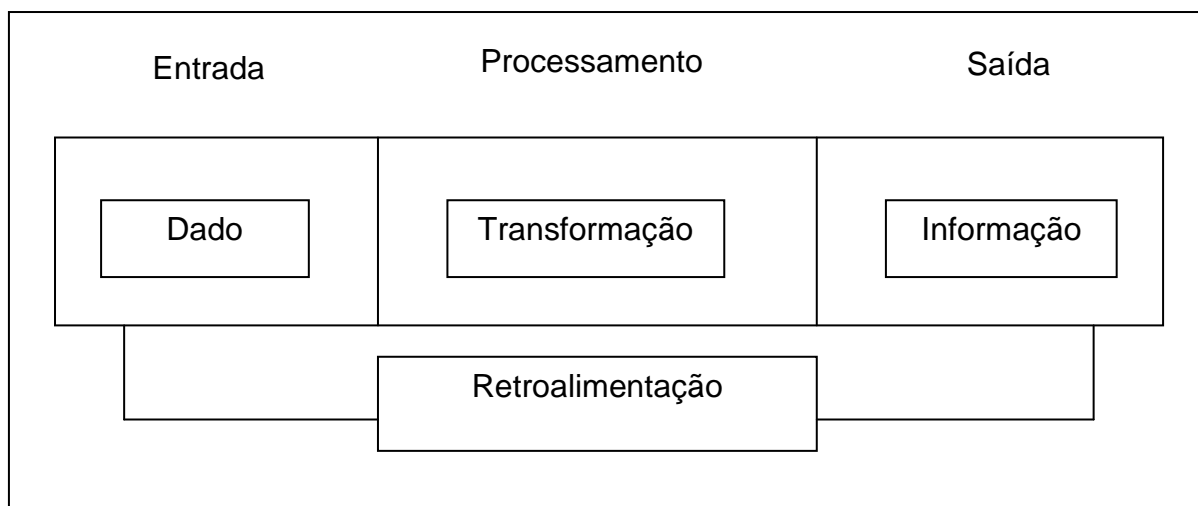 Entrada
Processamento
Saída
Dado
Transformação
Informação
Retroalimentação